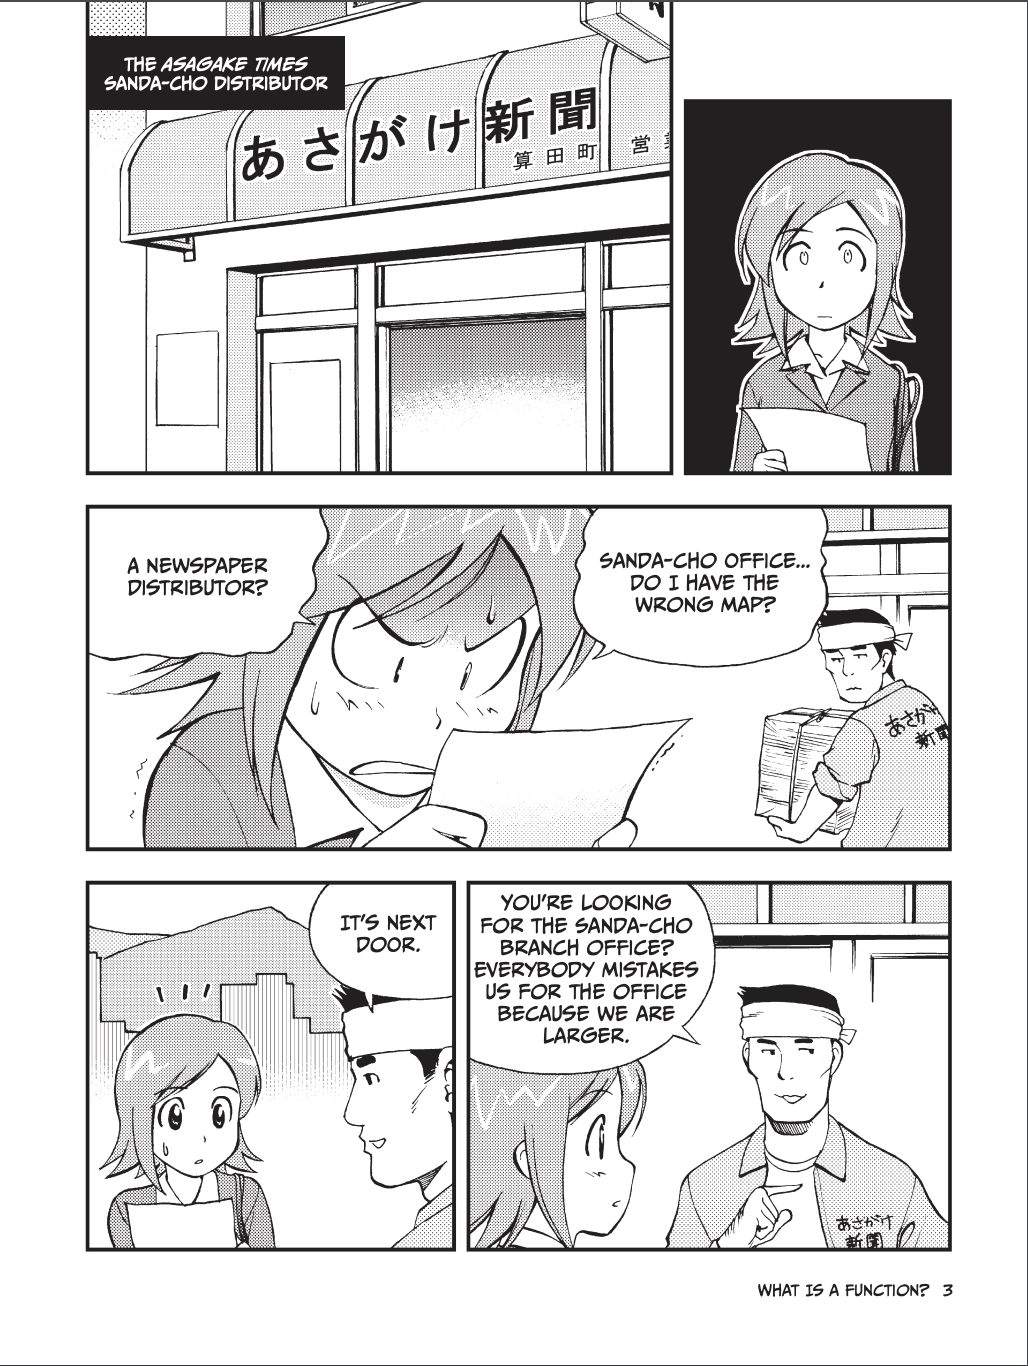 THE ASAGAKE TIMES
SANDA-CHO DISTRIBUTOR
あさがけ新聞
算田町 営業
A NEWSPAPER
DISTRIBUTOR?
SANDA-CHO OFFICE...
DO I HAVE THE
WRONG MAP?
あさがけ
新聞
IT'S NEXT
DOOR.
YOU'RE LOOKING
FOR THE SANDA-CHO
BRANCH OFFICE?
EVERYBODY MISTAKES
US FOR THE OFFICE
BECAUSE WE ARE
LARGER.
あさがけ
新聞
WHAT IS A FUNCTION? 3